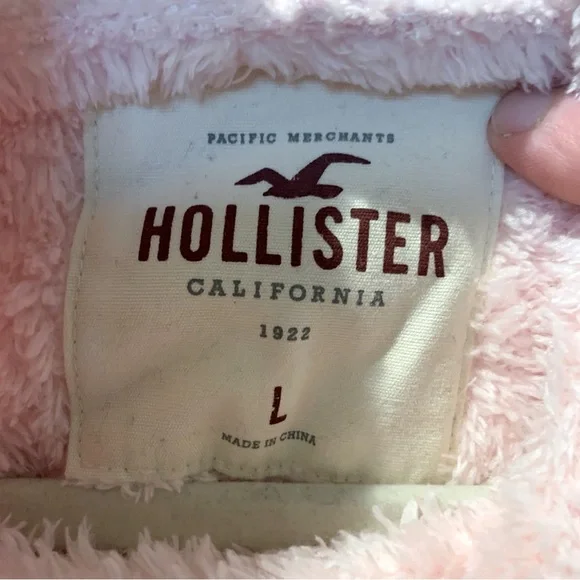 PACIFIC MERCHANTS
HOLLISTER
CALIFORNIA
1922
L
MADE IN CHINA